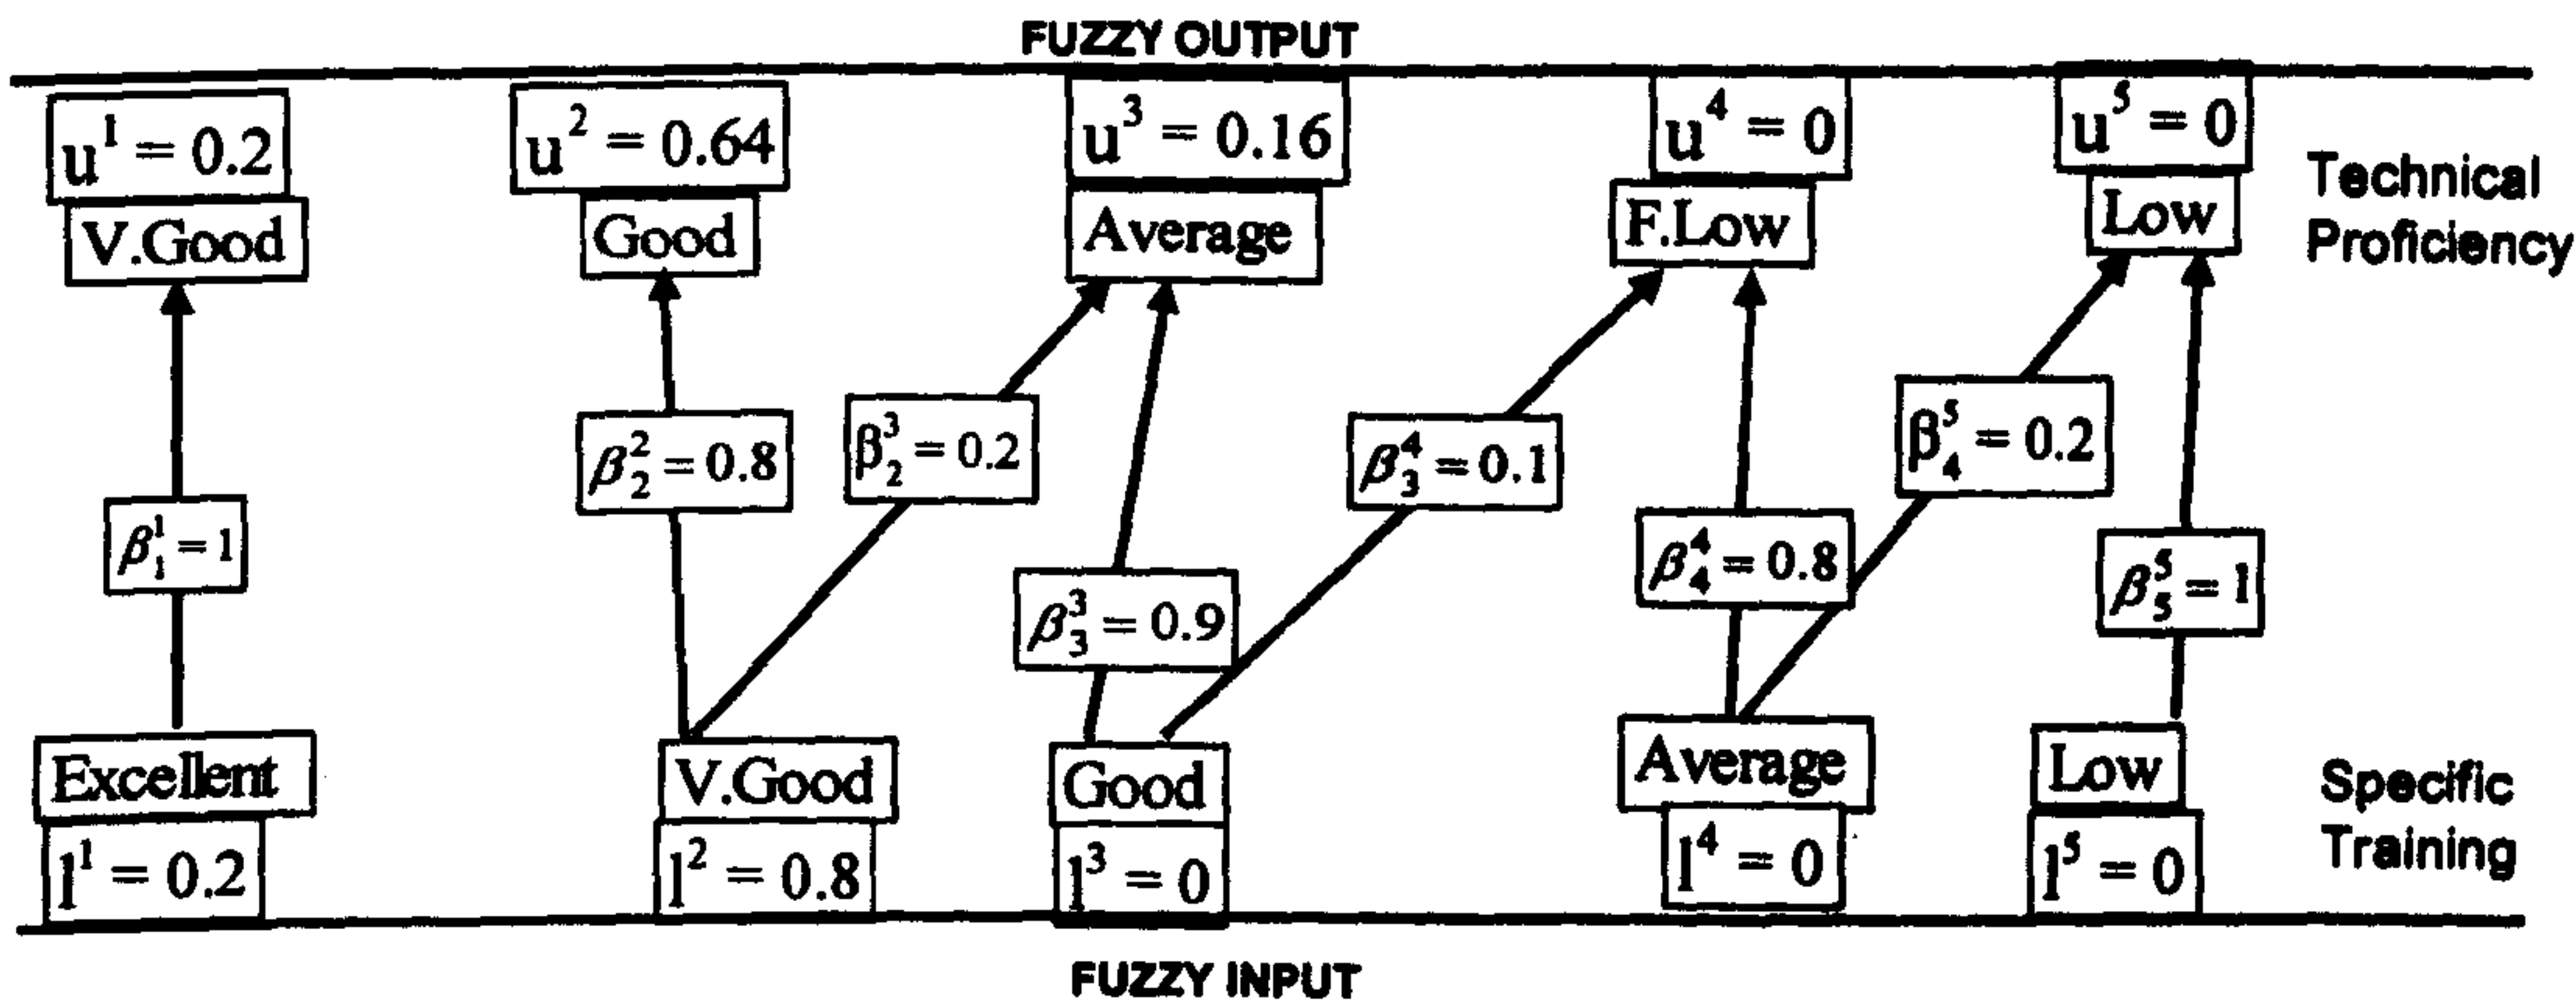 FUZZY OUTPUT
u¹ = 0.2
u² = 0.64
u³ = 0.16
u⁴ = 0
u⁵ = 0
V.Good
Good
Average
F.Low
Low
Technical
Proficiency
β₁¹ = 1
β₂² = 0.8
β₂³ = 0.2
β₃³ = 0.9
β₃⁴ = 0.1
β₄⁴ = 0.8
β₄⁵ = 0.2
β₅⁵ = 1
Excellent
V.Good
Good
Average
Low
Specific
Training
l¹ = 0.2
l² = 0.8
l³ = 0
l⁴ = 0
l⁵ = 0
FUZZY INPUT